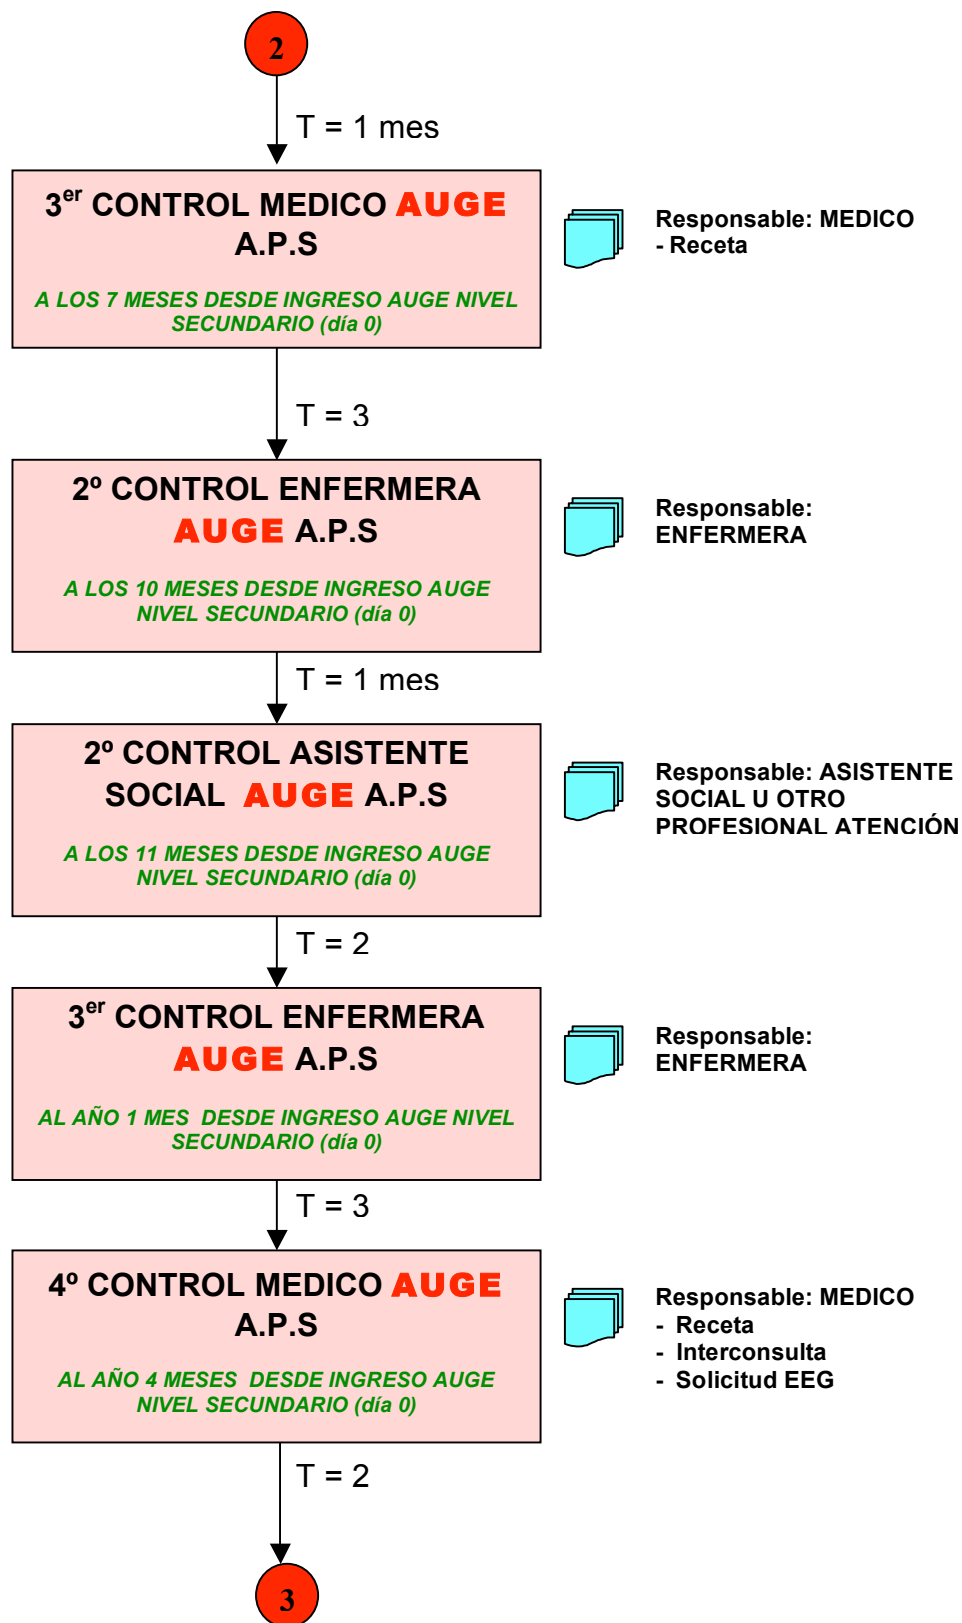 2
T = 1 mes
3er CONTROL MEDICO AUGE
A.P.S
A LOS 7 MESES DESDE INGRESO AUGE NIVEL
SECUNDARIO (día 0)
Responsable: MEDICO
- Receta
T = 3
2º CONTROL ENFERMERA
AUGE A.P.S
A LOS 10 MESES DESDE INGRESO AUGE
NIVEL SECUNDARIO (día 0)
Responsable:
ENFERMERA
T = 1 mes
2º CONTROL ASISTENTE
SOCIAL AUGE A.P.S
A LOS 11 MESES DESDE INGRESO AUGE
NIVEL SECUNDARIO (día 0)
Responsable: ASISTENTE
SOCIAL U OTRO
PROFESIONAL ATENCIÓN
T = 2
3er CONTROL ENFERMERA
AUGE A.P.S
AL AÑO 1 MES DESDE INGRESO AUGE NIVEL
SECUNDARIO (día 0)
Responsable:
ENFERMERA
T = 3
4º CONTROL MEDICO AUGE
A.P.S
AL AÑO 4 MESES DESDE INGRESO AUGE
NIVEL SECUNDARIO (día 0)
Responsable: MEDICO
- Receta
- Interconsulta
- Solicitud EEG
T = 2
3